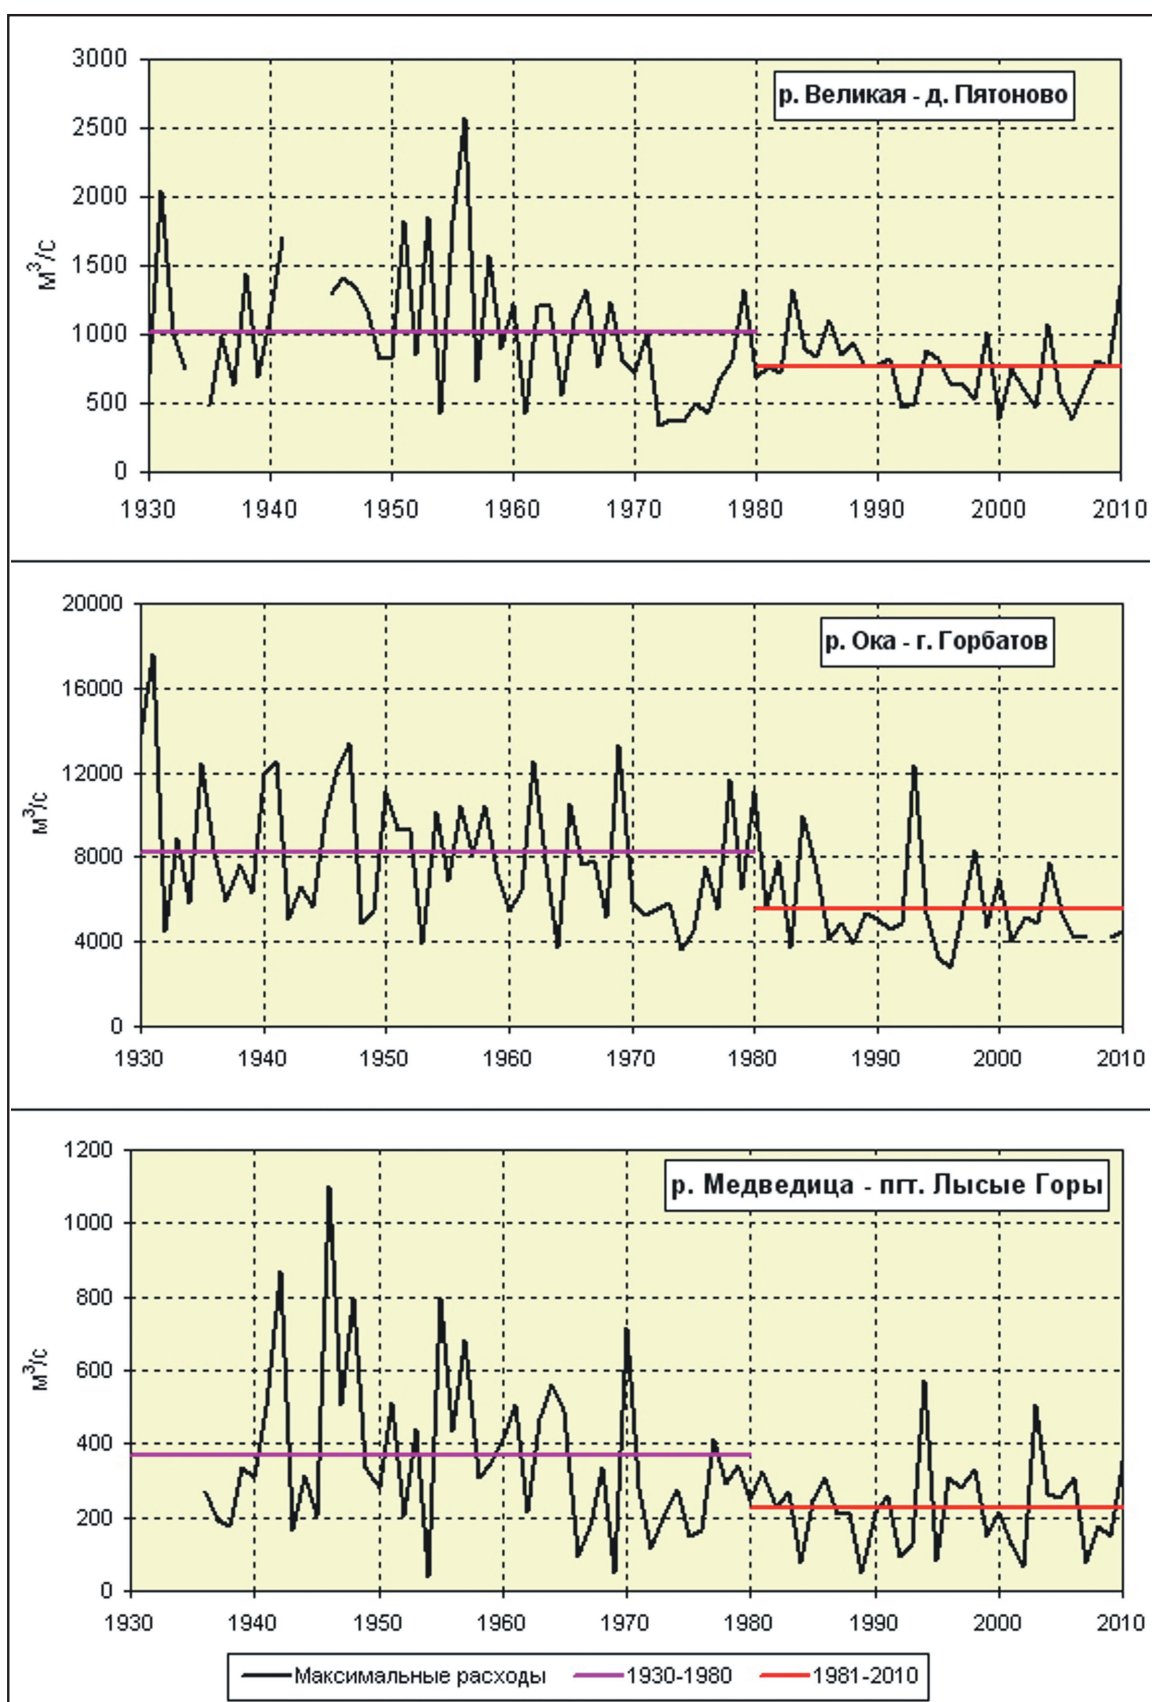 3000
р. Великая - д. Пятоново
2500
2000
1500
1000
500
0
м³/с
1930 1940 1950 1960 1970 1980 1990 2000 2010
20000
р. Ока - г. Горбатов
16000
12000
8000
4000
0
м³/с
1930 1940 1950 1960 1970 1980 1990 2000 2010
1200
р. Медведица - пгт. Лысые Горы
1000
800
600
400
200
0
м³/с
1930 1940 1950 1960 1970 1980 1990 2000 2010
Максимальные расходы 1930-1980 1981-2010